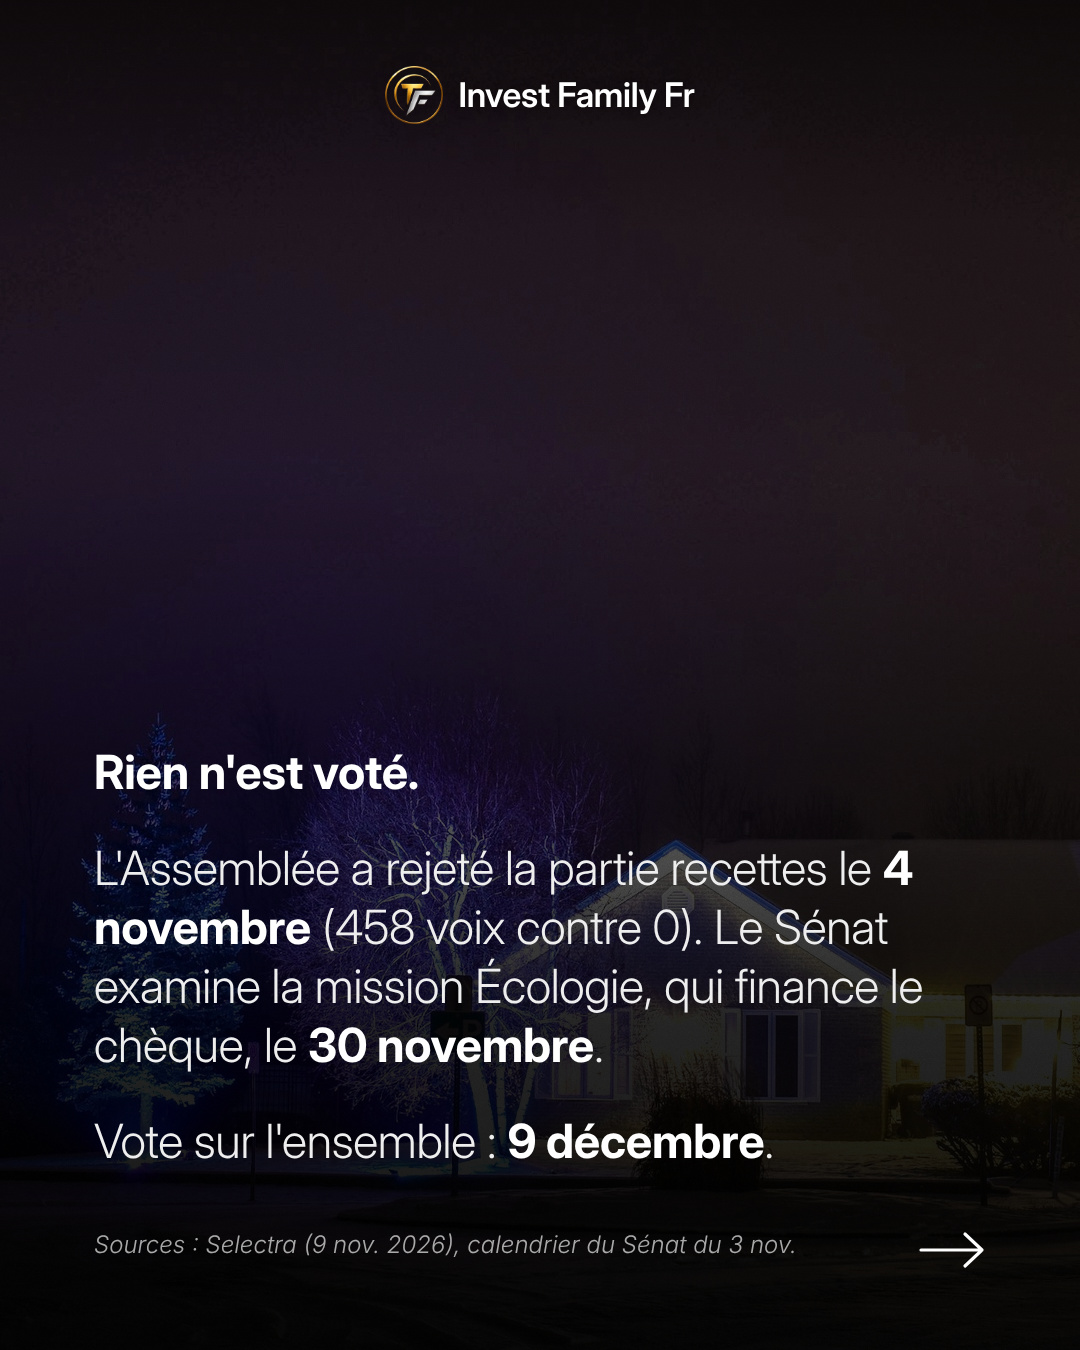 TF Invest Family Fr
Rien n'est voté.
L'Assemblée a rejeté la partie recettes le 4
novembre (458 voix contre 0). Le Sénat
examine la mission Écologie, qui finance le
chèque, le 30 novembre.
Vote sur l'ensemble : 9 décembre.
Sources : Selectra (9 nov. 2026), calendrier du Sénat du 3 nov.